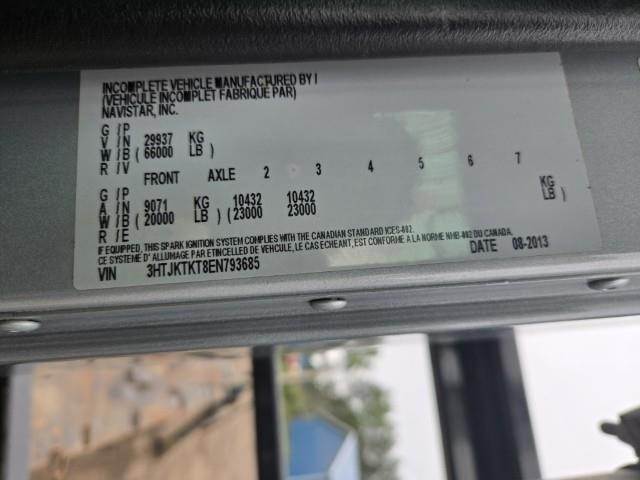 INCOMPLETE VEHICLE MANUFACTURED BY I
(VEHICULE INCOMPLET FABRIQUE PAR)
NAVISTAR, INC.
G /P
V /N 29937 KG
W /B ( 66000 LB )
R /V
FRONT AXLE 2 3 4 5 6 7
G /P
A /N 9071 KG 10432 10432 KG
W /B ( 20000 LB ) ( 23000 23000 LB )
R /E
IF EQUIPPED, THIS SPARK IGNITION SYSTEM COMPLIES WITH THE CANADIAN STANDARD ICES-002.
CE SYSTEME D'ALLUMAGE PAR ETINCELLE DE VEHICULE, LE CAS ECHEANT, EST CONFORME A LA NORME NMB-002 DU CANADA.
VIN 3HTJKTKT8EN793685 DATE 08-2013